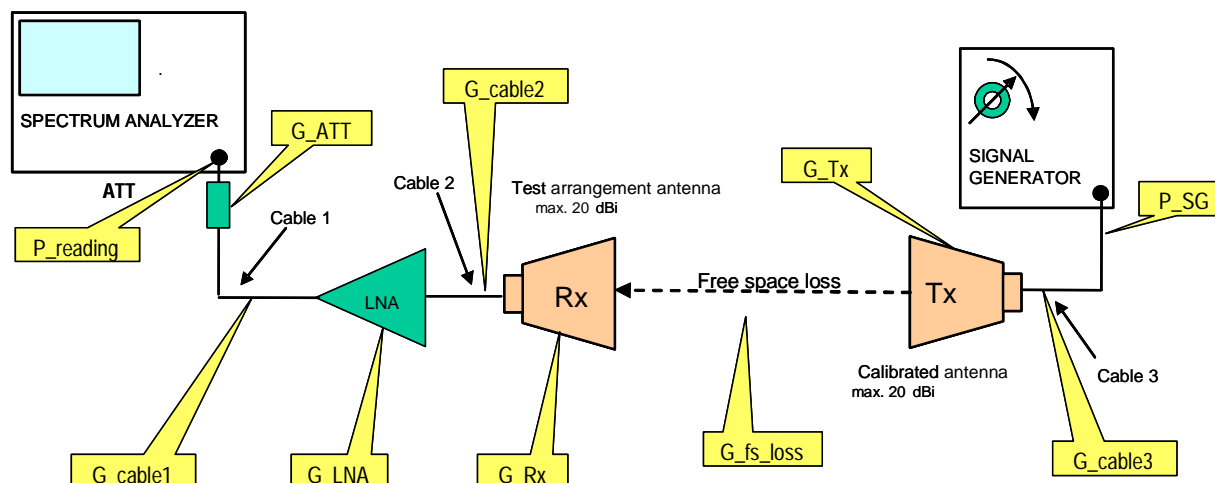 SPECTRUM ANALYZER
G_ATT
ATT
P_reading
Cable 1
G_cable2
Cable 2
Test arrangement antenna
max. 20 dBi
LNA
Rx
Free space loss
G_Tx
Tx
SIGNAL
GENERATOR
P_SG
Calibrated antenna
max. 20 dBi
Cable 3
G_cable1
G_LNA
G_Rx
G_fs_loss
G_cable3